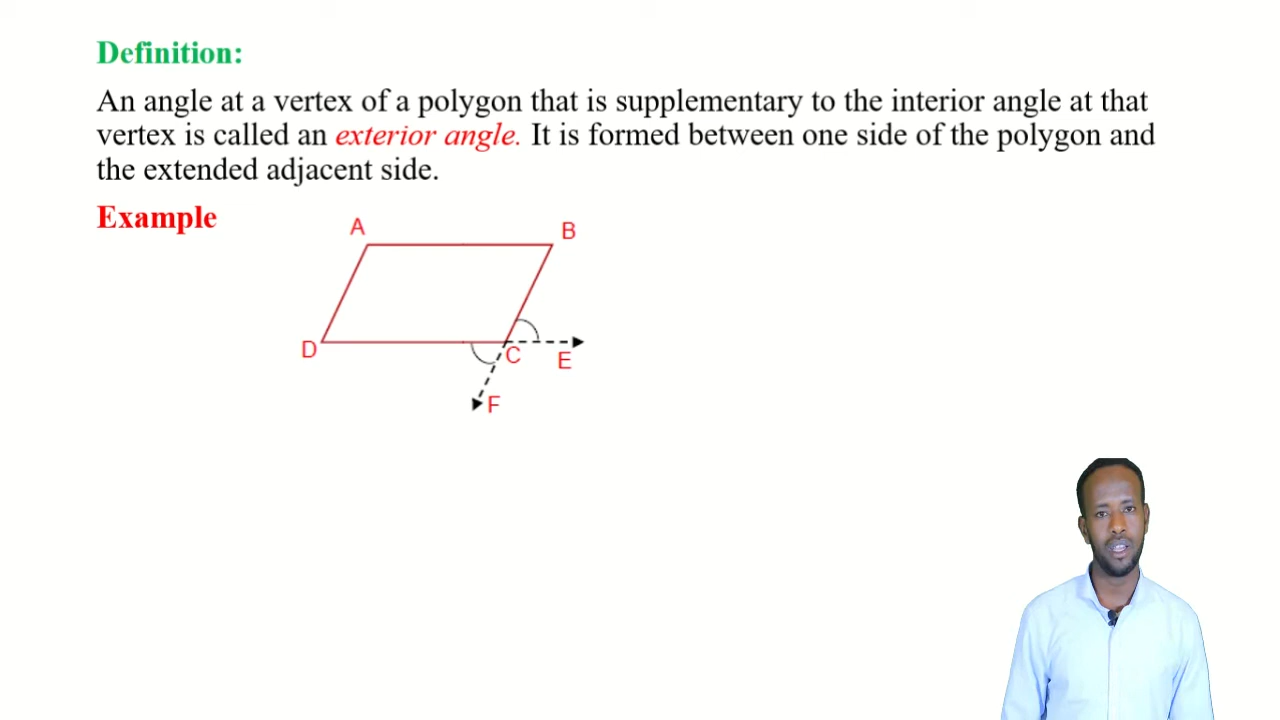 Definition:
An angle at a vertex of a polygon that is supplementary to the interior angle at that
vertex is called an exterior angle. It is formed between one side of the polygon and
the extended adjacent side.
Example
A
B
D
C
E
F